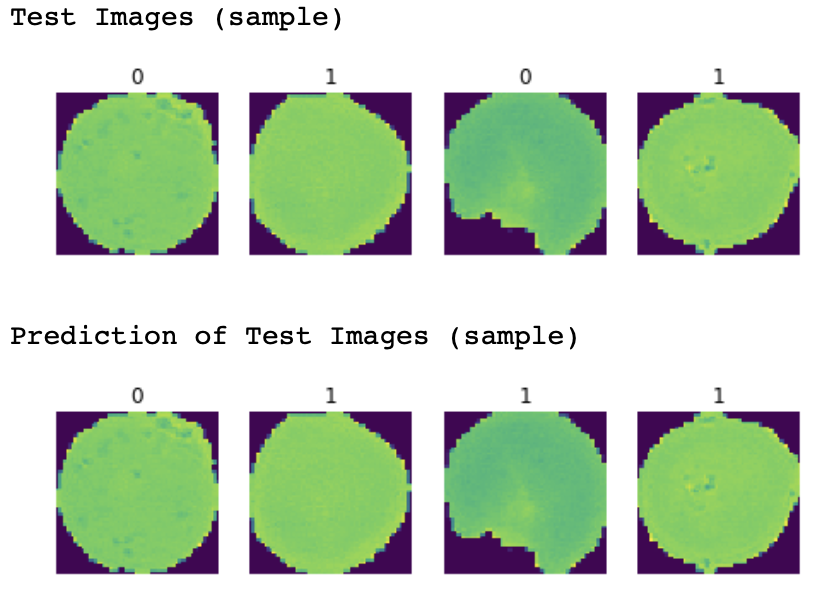 Test Images (sample)
0 1 0 1
Prediction of Test Images (sample)
0 1 1 1